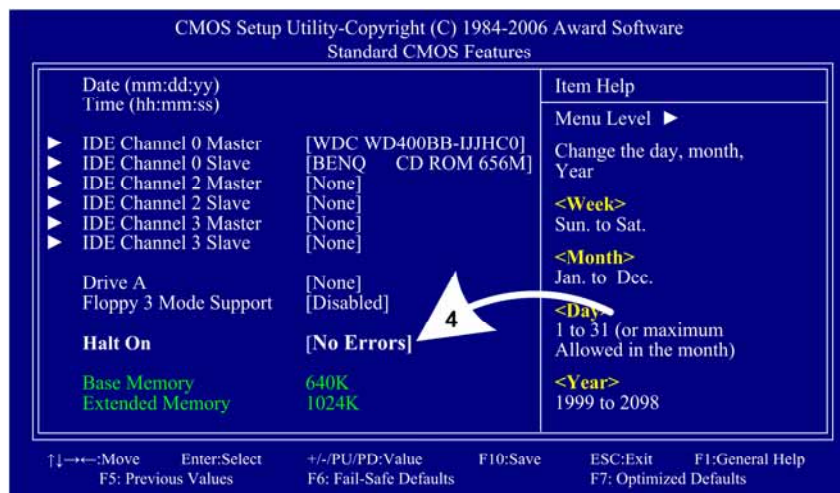 CMOS Setup Utility-Copyright (C) 1984-2006 Award Software
Standard CMOS Features
Date (mm:dd:yy)
Time (hh:mm:ss)
► IDE Channel 0 Master [WDC WD400BB-IJJHC0]
► IDE Channel 0 Slave [BENQ CD ROM 656M]
► IDE Channel 2 Master [None]
► IDE Channel 2 Slave [None]
► IDE Channel 3 Master [None]
► IDE Channel 3 Slave [None]
Drive A [None]
Floppy 3 Mode Support [Disabled]
Halt On [No Errors]
4
Base Memory 640K
Extended Memory 1024K
Item Help
Menu Level ►
Change the day, month,
Year
<Week>
Sun. to Sat.
<Month>
Jan. to Dcc.
<Day>
1 to 31 (or maximum
Allowed in the month)
<Year>
1999 to 2098
↑↓→←:Move Enter:Select +/-/PU/PD:Value F10:Save ESC:Exit F1:General Help
F5: Previous Values F6: Fail-Safe Defaults F7: Optimized Defaults